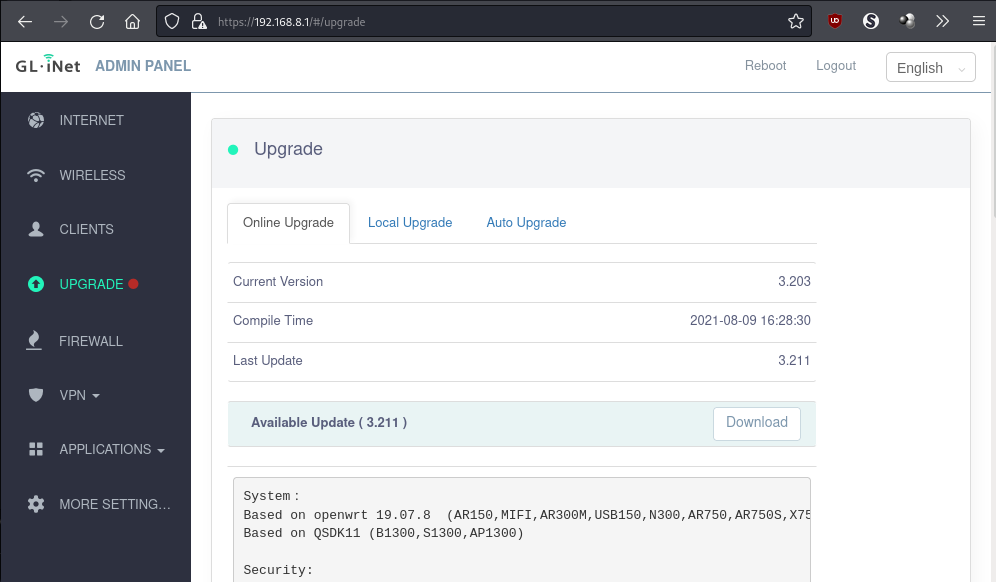 https://192.168.8.1/#/upgrade
GL·iNet ADMIN PANEL Reboot Logout English
INTERNET
WIRELESS
CLIENTS
UPGRADE
FIREWALL
VPN
APPLICATIONS
MORE SETTING...
Upgrade
Online Upgrade Local Upgrade Auto Upgrade
Current Version 3.203
Compile Time 2021-08-09 16:28:30
Last Update 3.211
Available Update ( 3.211 ) Download
System :
Based on openwrt 19.07.8 (AR150,MIFI,AR300M,USB150,N300,AR750,AR750S,X75
Based on QSDK11 (B1300,S1300,AP1300)
Security: